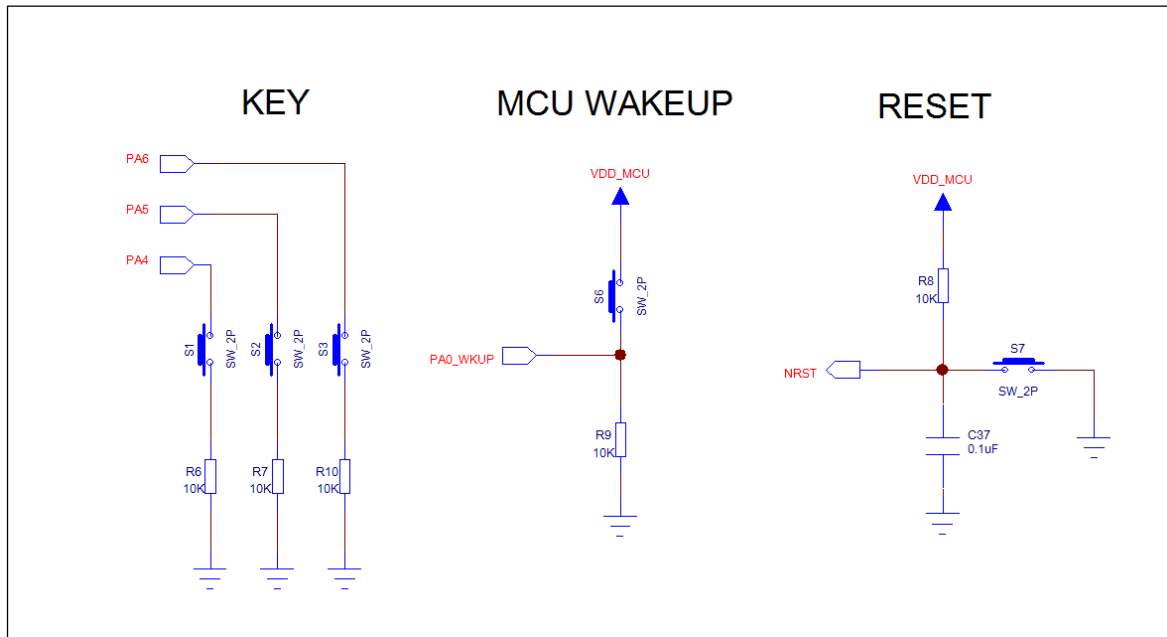 KEY
MCU WAKEUP
RESET
PA6
PA5
PA4
S1
SW_2P
S2
SW_2P
S3
SW_2P
R6
10K
R7
10K
R10
10K
VDD_MCU
S6
SW_2P
PA0_WKUP
R9
10K
VDD_MCU
R8
10K
NRST
S7
SW_2P
C37
0.1uF